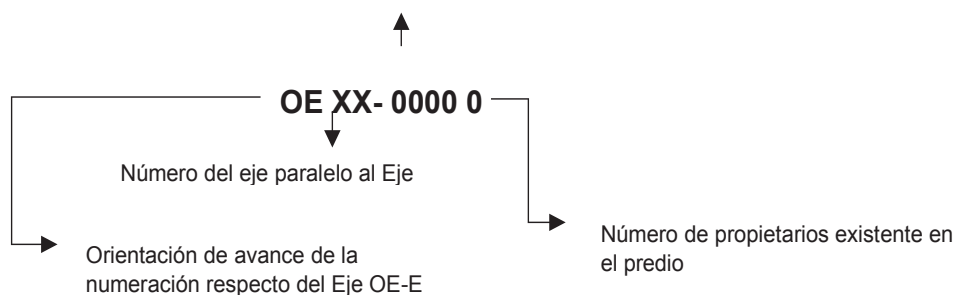 OE XX- 0000 0
Número del eje paralelo al Eje
Orientación de avance de la
numeración respecto del Eje OE-E
Número de propietarios existente en
el predio